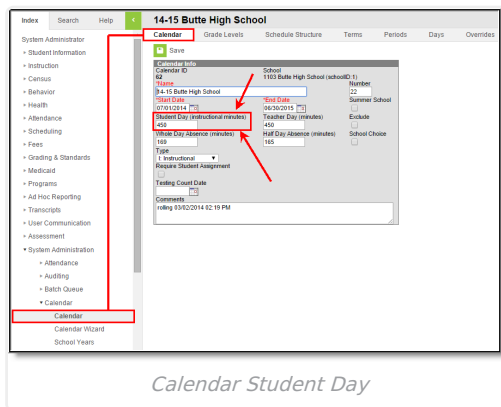 Index Search Help
14-15 Butte High School
Calendar Grade Levels Schedule Structure Terms Periods Days Overrides
Save
System Administrator
Student Information
Instruction
Census
Behavior
Health
Attendance
Scheduling
Fees
Grading & Standards
Medicaid
Programs
Ad Hoc Reporting
Transcripts
User Communication
Assessment
System Administration
Attendance
Auditing
Batch Queue
Calendar
Calendar
Calendar Wizard
School Years
Calendar Info
Calendar ID School
62 1103 Butte High School (schoolID:1)
*Name Number
14-15 Butte High School 22
*Start Date *End Date Summer School
07/01/2014 06/30/2015
Student Day (instructional minutes) Teacher Day (minutes) Exclude
450 450
Whole Day Absence (minutes) Half Day Absence (minutes) School Choice
169 165
Type
I: Instructional
Require Student Assignment
Testing Count Date
Comments
rolling 03/02/2014 02:19 PM
Calendar Student Day